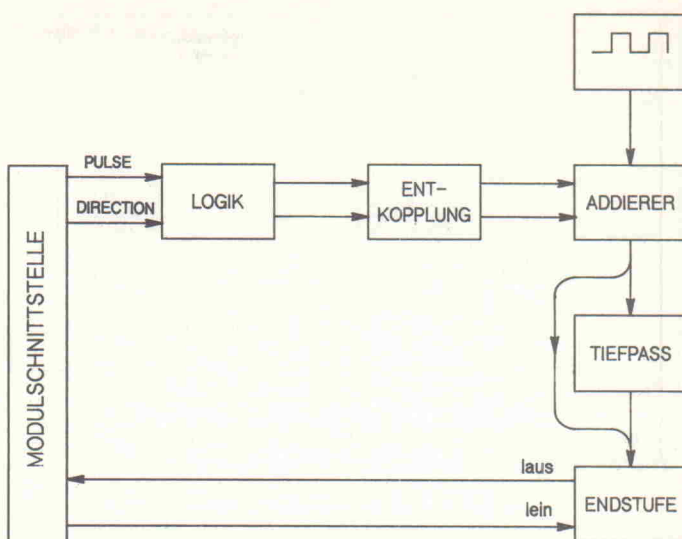 PULSE
DIRECTION
LOGIK
ENT-
KOPPLUNG
ADDIERER
MODULSCHNITTSTELLE
TIEFPASS
Iaus
Iein
ENDSTUFE